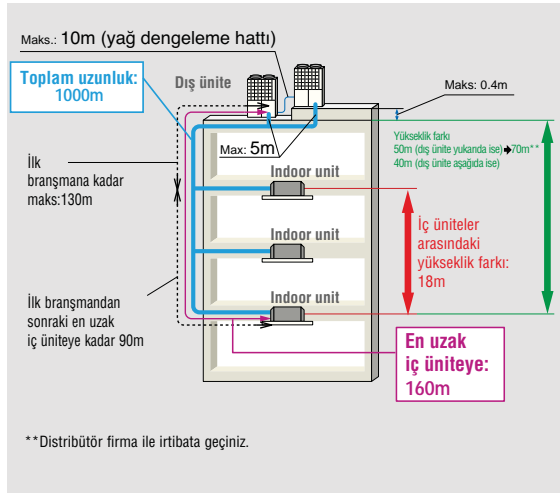 Maks.: 10m (yağ dengeleme hattı)
Toplam uzunluk:
1000m
Dış ünite
Maks: 0.4m
Max: 5m
Yükseklik farkı
50m (dış ünite yukarıda ise) ➧70m**
40m (dış ünite aşağıda ise)
İlk
branşmana kadar
maks:130m
Indoor unit
İç üniteler
arasındaki
yükseklik farkı:
18m
Indoor unit
İlk branşmandan
sonraki en uzak
iç üniteye kadar 90m
Indoor unit
En uzak
iç üniteye:
160m
**Distribütör firma ile irtibata geçiniz.